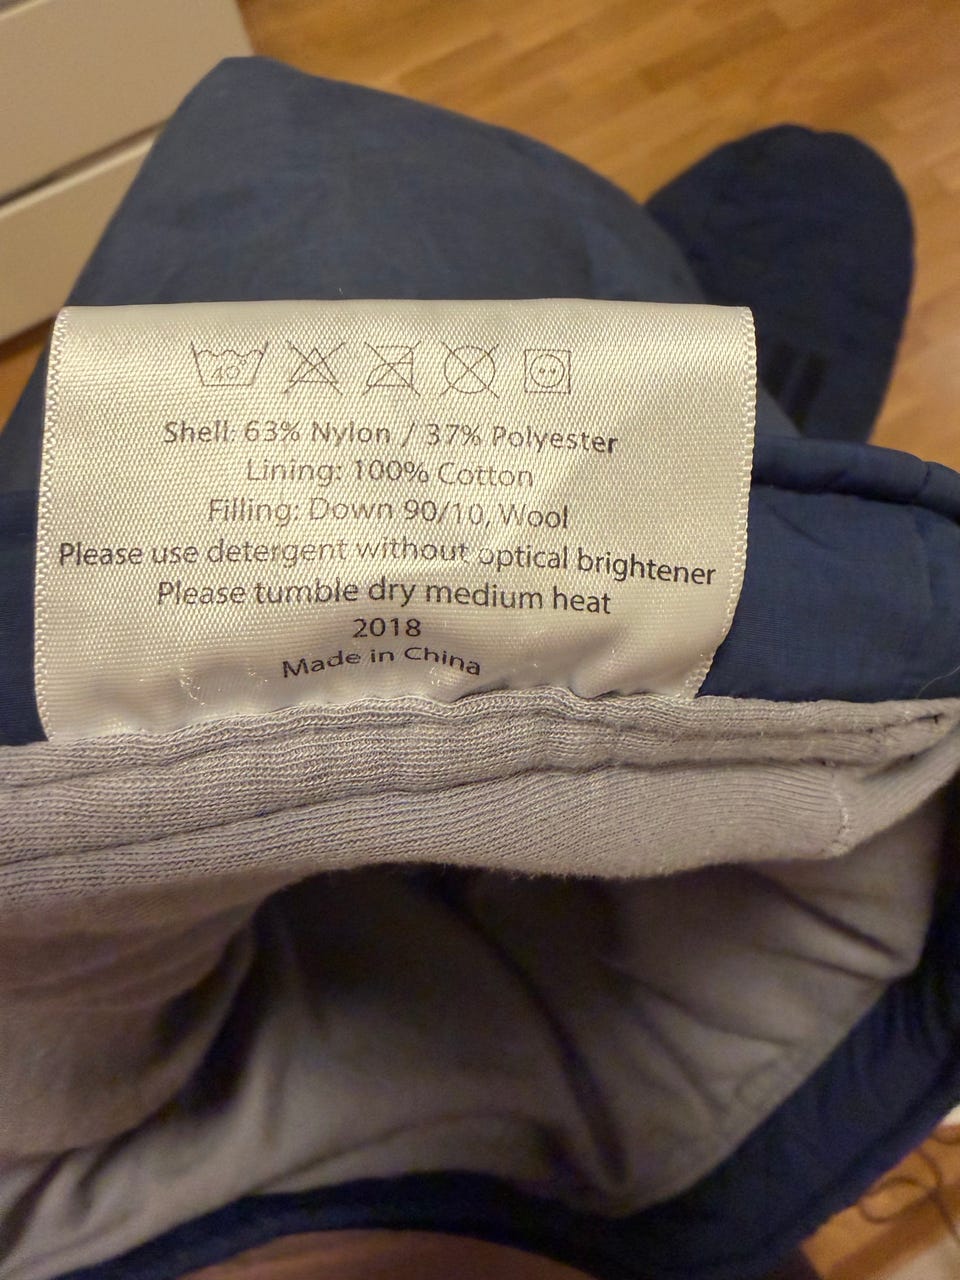 40°
Shell: 63% Nylon / 37% Polyester
Lining: 100% Cotton
Filling: Down 90/10, Wool
Please use detergent without optical brightener
Please tumble dry medium heat
2018
Made in China